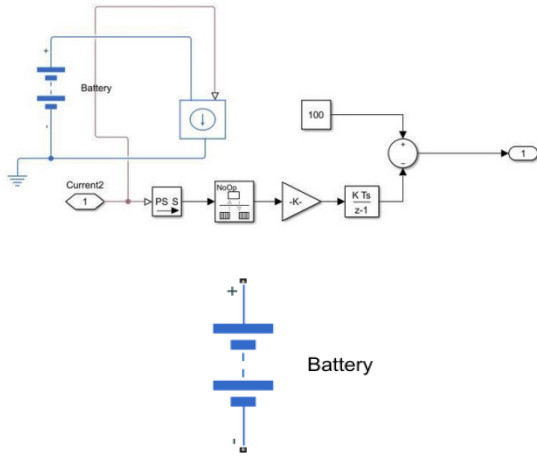 +
Battery
-
100
+
-
1
Current2
1
PS S
NoOp
-K-
K Ts
z-1
+
Battery
-